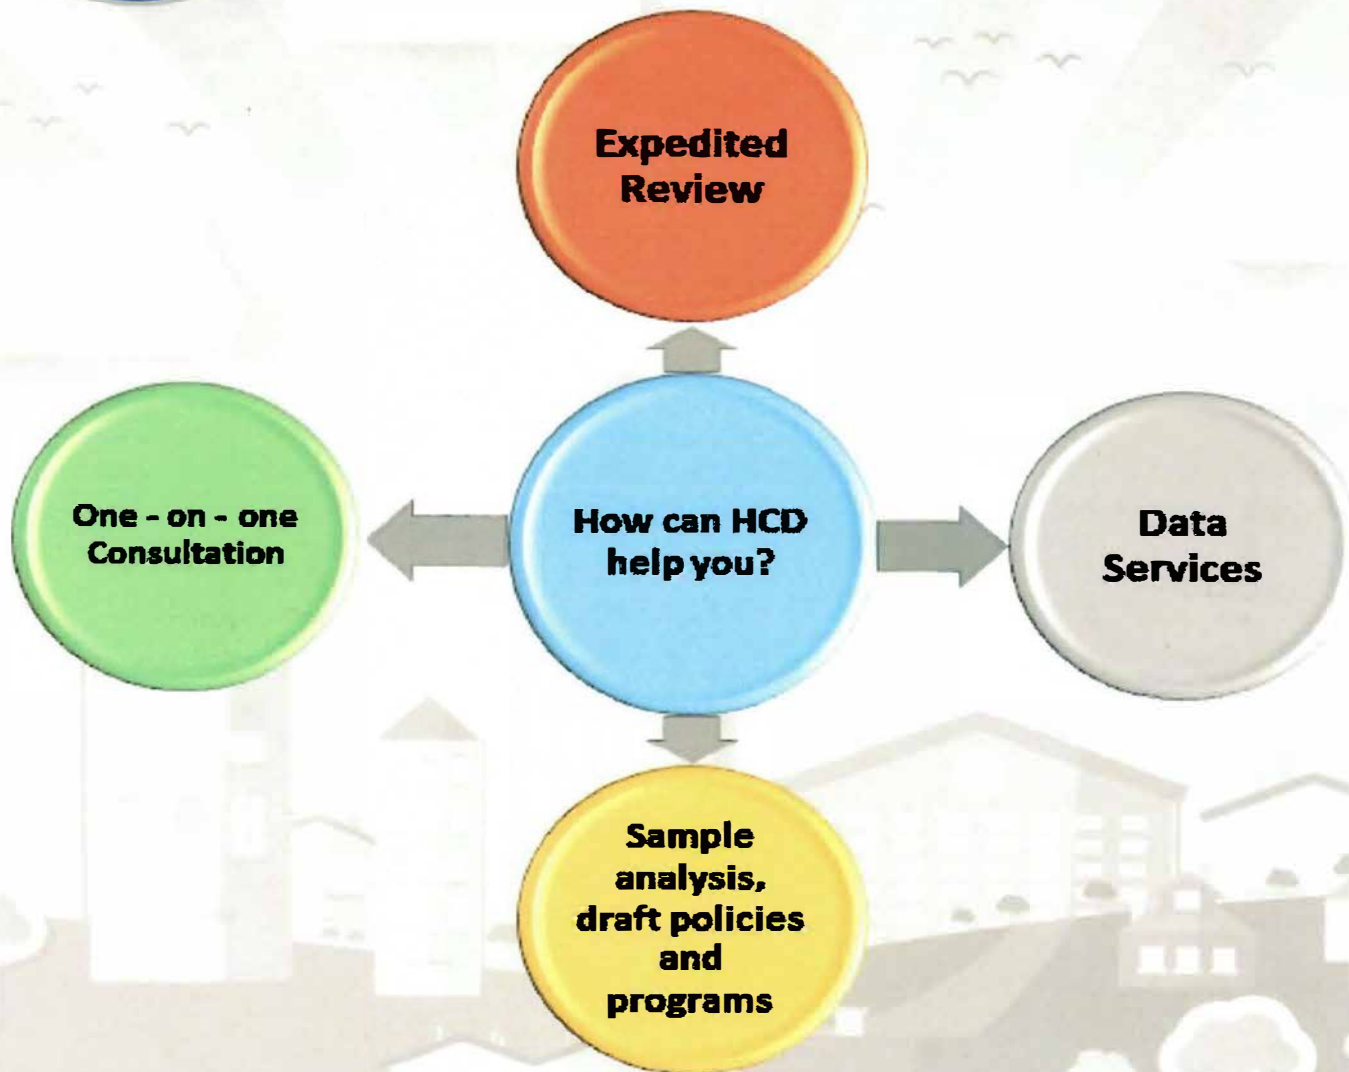 Expedited
Review
One - on - one
Consultation
How can HCD
help you?
Data
Services
Sample
analysis,
draft policies
and
programs